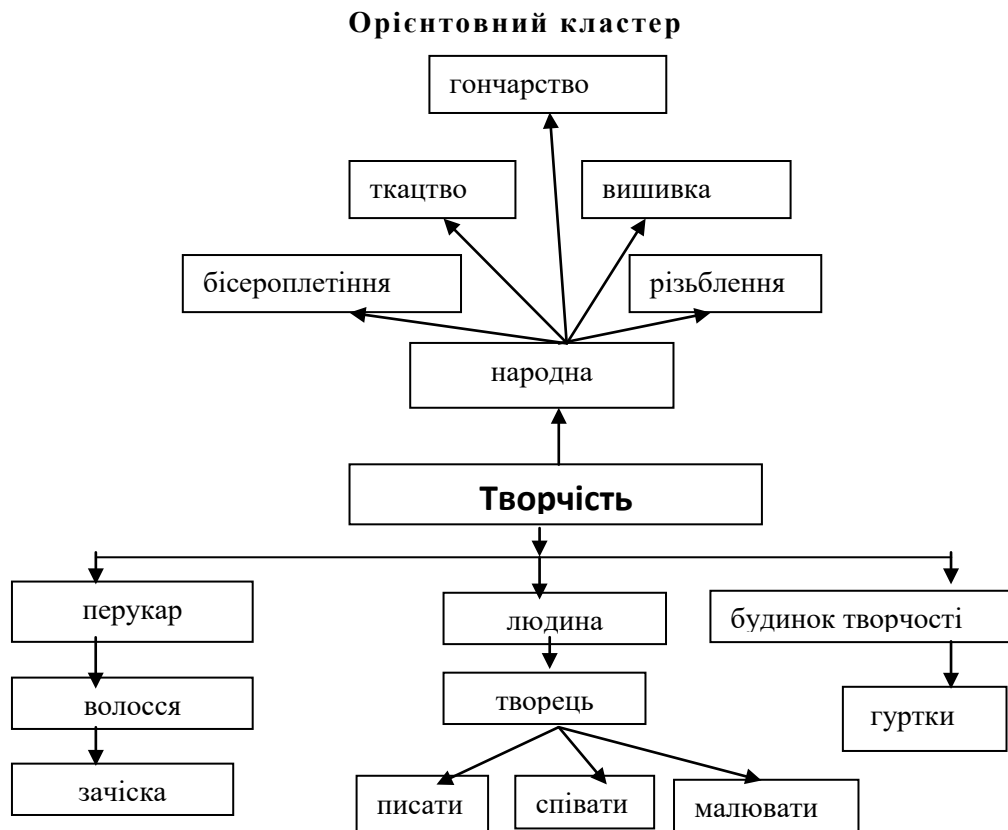 Орієнтовний кластер
гончарство
ткацтво
вишивка
бісероплетіння
різьблення
народна
Творчість
перукар
людина
будинок творчості
волосся
творець
гуртки
зачіска
писати
співати
малювати